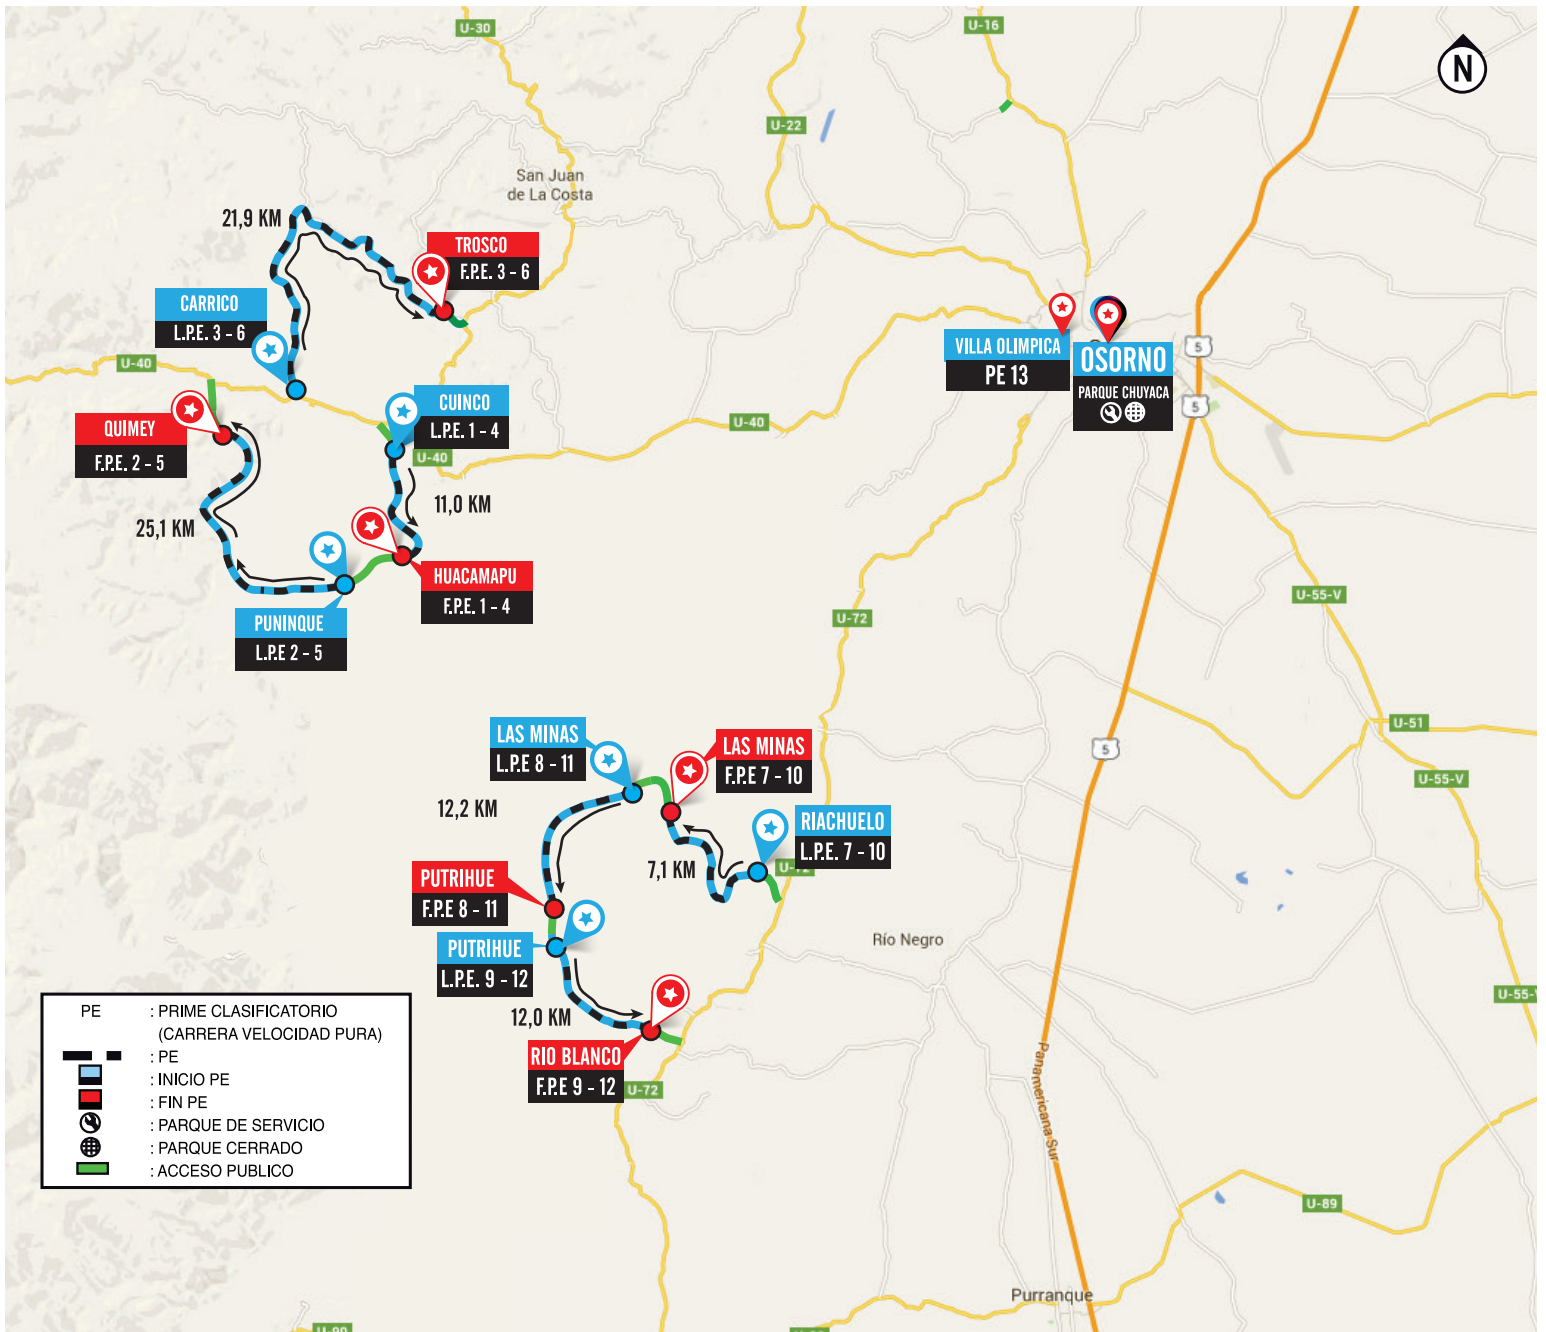 U-30
U-16
N
U-22
San Juan
de La Costa
21,9 KM
TROSCO
F.P.E. 3 - 6
CARRICO
L.P.E. 3 - 6
U-40
VILLA OLIMPICA
PE 13
OSORNO
PARQUE CHUYACA
5
5
QUIMEY
F.P.E. 2 - 5
CUINCO
L.P.E. 1 - 4
U-40
U-40
11,0 KM
25,1 KM
HUACAMAPU
F.P.E. 1 - 4
PUNINQUE
L.P.E 2 - 5
U-72
U-55-V
LAS MINAS
L.P.E 8 - 11
LAS MINAS
F.P.E 7 - 10
U-51
5
U-55-V
12,2 KM
RIACHUELO
L.P.E. 7 - 10
7,1 KM
U-72
PUTRIHUE
F.P.E 8 - 11
PUTRIHUE
L.P.E. 9 - 12
Río Negro
U-55-V
12,0 KM
RIO BLANCO
F.P.E 9 - 12
U-72
Panamericana Sur
PE : PRIME CLASIFICATORIO
(CARRERA VELOCIDAD PURA)
: PE
: INICIO PE
: FIN PE
: PARQUE DE SERVICIO
: PARQUE CERRADO
: ACCESO PUBLICO
U-89
Purranque